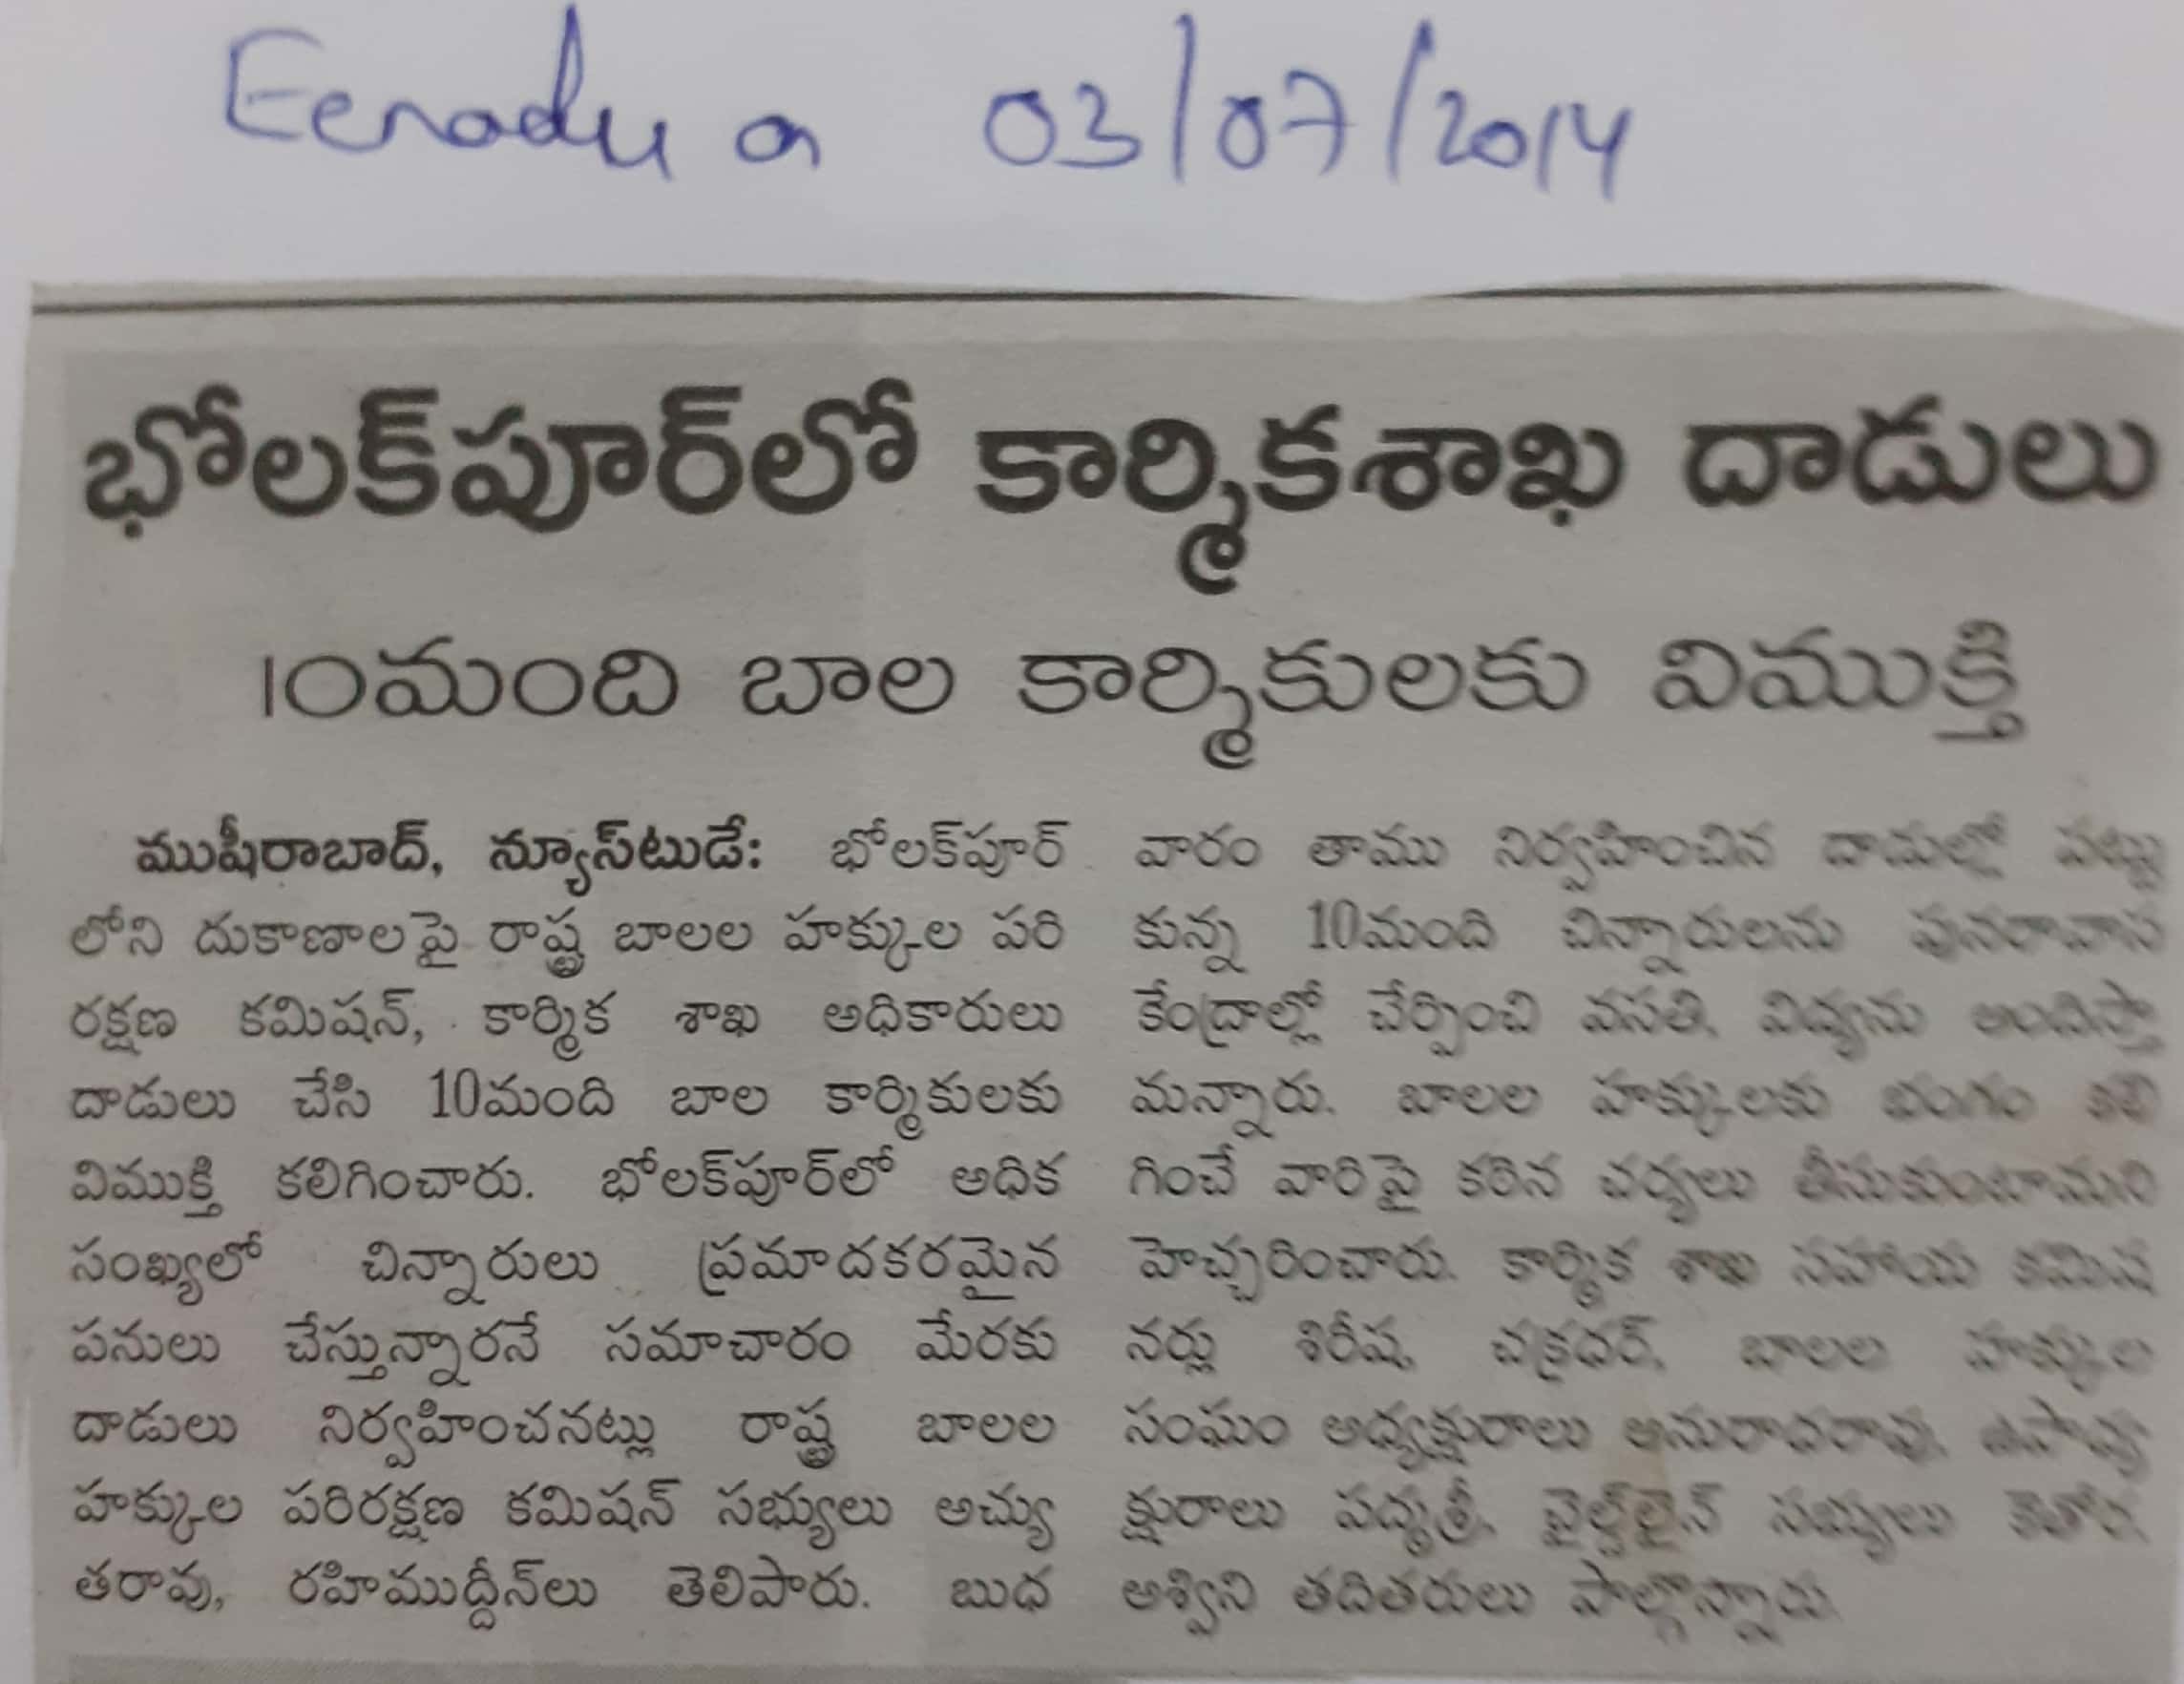 Eenadu on 03/07/2014
భోలక్‌పూర్‌లో కార్మికశాఖ దాడులు
10మంది బాల కార్మికులకు విముక్తి
ముషీరాబాద్, న్యూస్‌టుడే: భోలక్‌పూర్
లోని దుకాణాలపై రాష్ట్ర బాలల హక్కుల పరి
రక్షణ కమిషన్, కార్మిక శాఖ అధికారులు
దాడులు చేసి 10మంది బాల కార్మికులకు
విముక్తి కలిగించారు. భోలక్‌పూర్‌లో అధిక
సంఖ్యలో చిన్నారులు ప్రమాదకరమైన
పనులు చేస్తున్నారనే సమాచారం మేరకు
దాడులు నిర్వహించనట్లు రాష్ట్ర బాలల
హక్కుల పరిరక్షణ కమిషన్ సభ్యులు అచ్యు
తరావు, రహిముద్దీన్‌లు తెలిపారు. బుధ
వారం తాము నిర్వహించిన దాడుల్లో పట్టు
కున్న 10మంది చిన్నారులను పునరావాస
కేంద్రాల్లో చేర్పించి వసతి, విద్యను అందిస్తా
మన్నారు. బాలల హక్కులకు భంగం కలి
గించే వారిపై కఠిన చర్యలు తీసుకుంటామని
హెచ్చరించారు. కార్మిక శాఖ సహాయ కమిష
నర్లు శిరీష, చక్రధర్, బాలల హక్కుల
సంఘం అధ్యక్షురాలు అనురాధరావు, ఉపాధ్య
క్షురాలు పద్మశ్రీ, చైల్డ్‌లైన్ సభ్యులు
అశ్విని తదితరులు పాల్గొన్నారు.